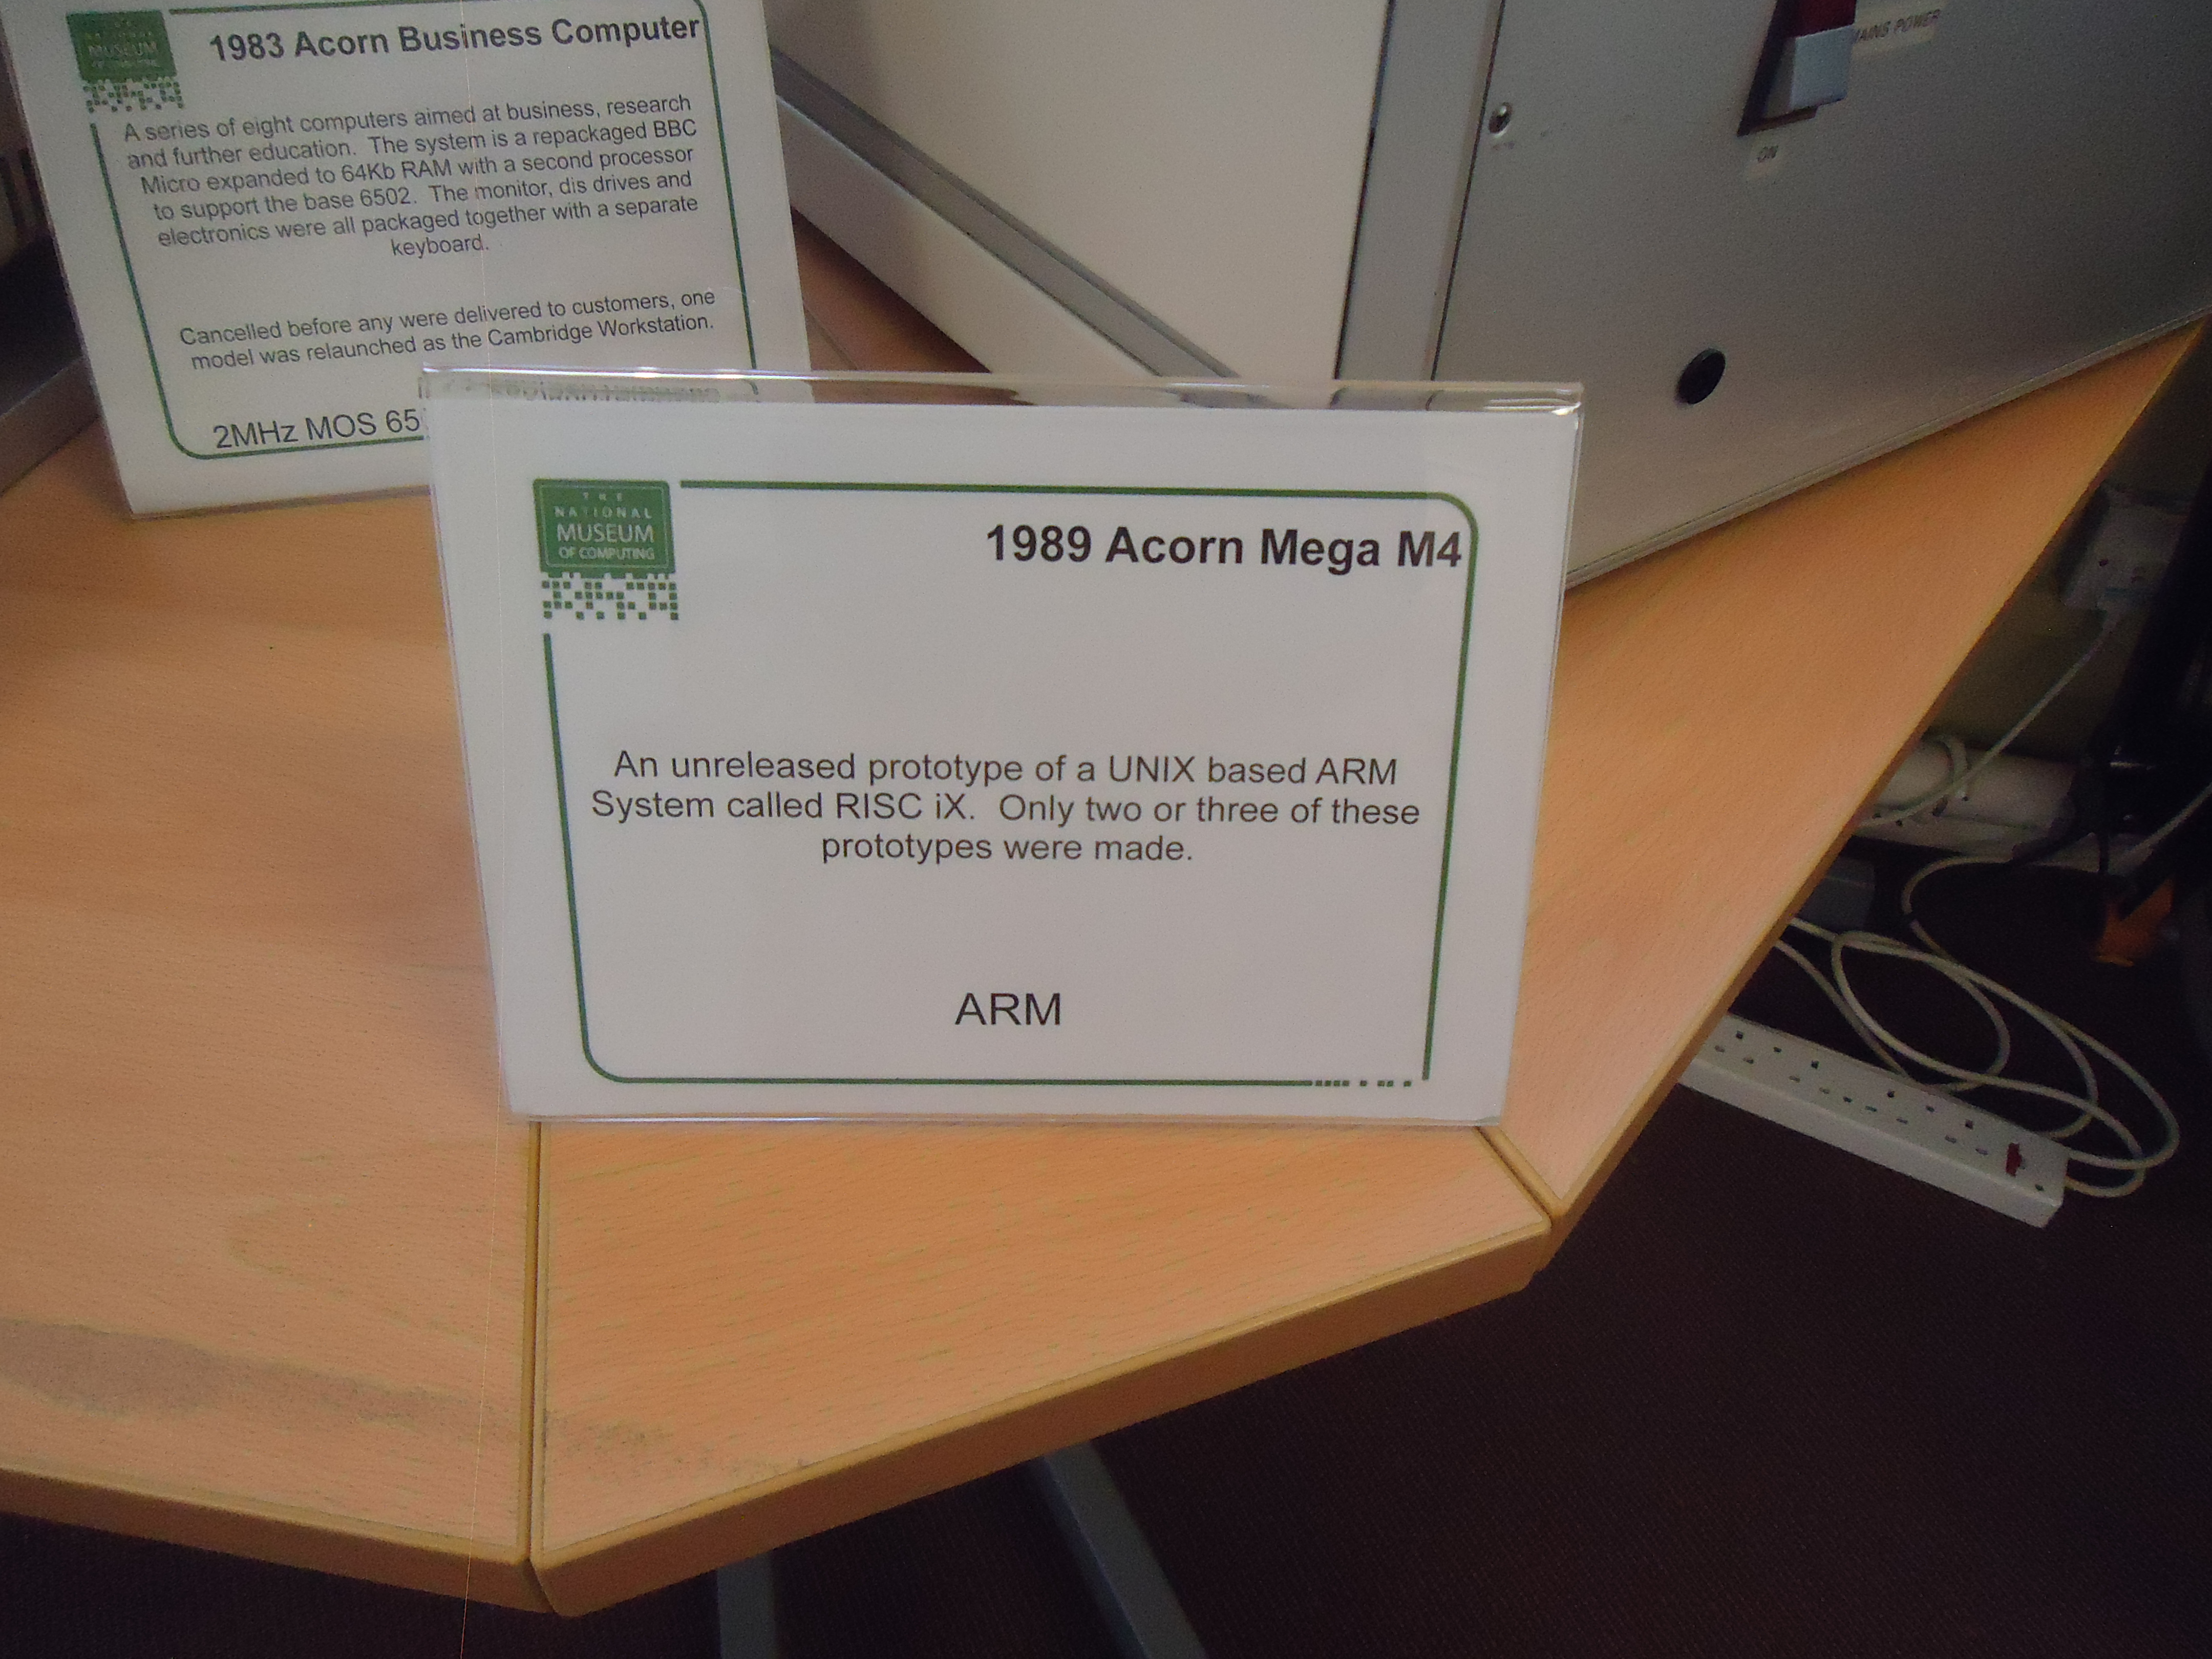 THE
NATIONAL
MUSEUM
OF COMPUTING
1983 Acorn Business Computer
A series of eight computers aimed at business, research
and further education. The system is a repackaged BBC
Micro expanded to 64Kb RAM with a second processor
to support the base 6502. The monitor, dis drives and
electronics were all packaged together with a separate
keyboard.
Cancelled before any were delivered to customers, one
model was relaunched as the Cambridge Workstation.
2MHz MOS 65
MAINS POWER
ON
THE
NATIONAL
MUSEUM
OF COMPUTING
1989 Acorn Mega M4
An unreleased prototype of a UNIX based ARM
System called RISC iX. Only two or three of these
prototypes were made.
ARM